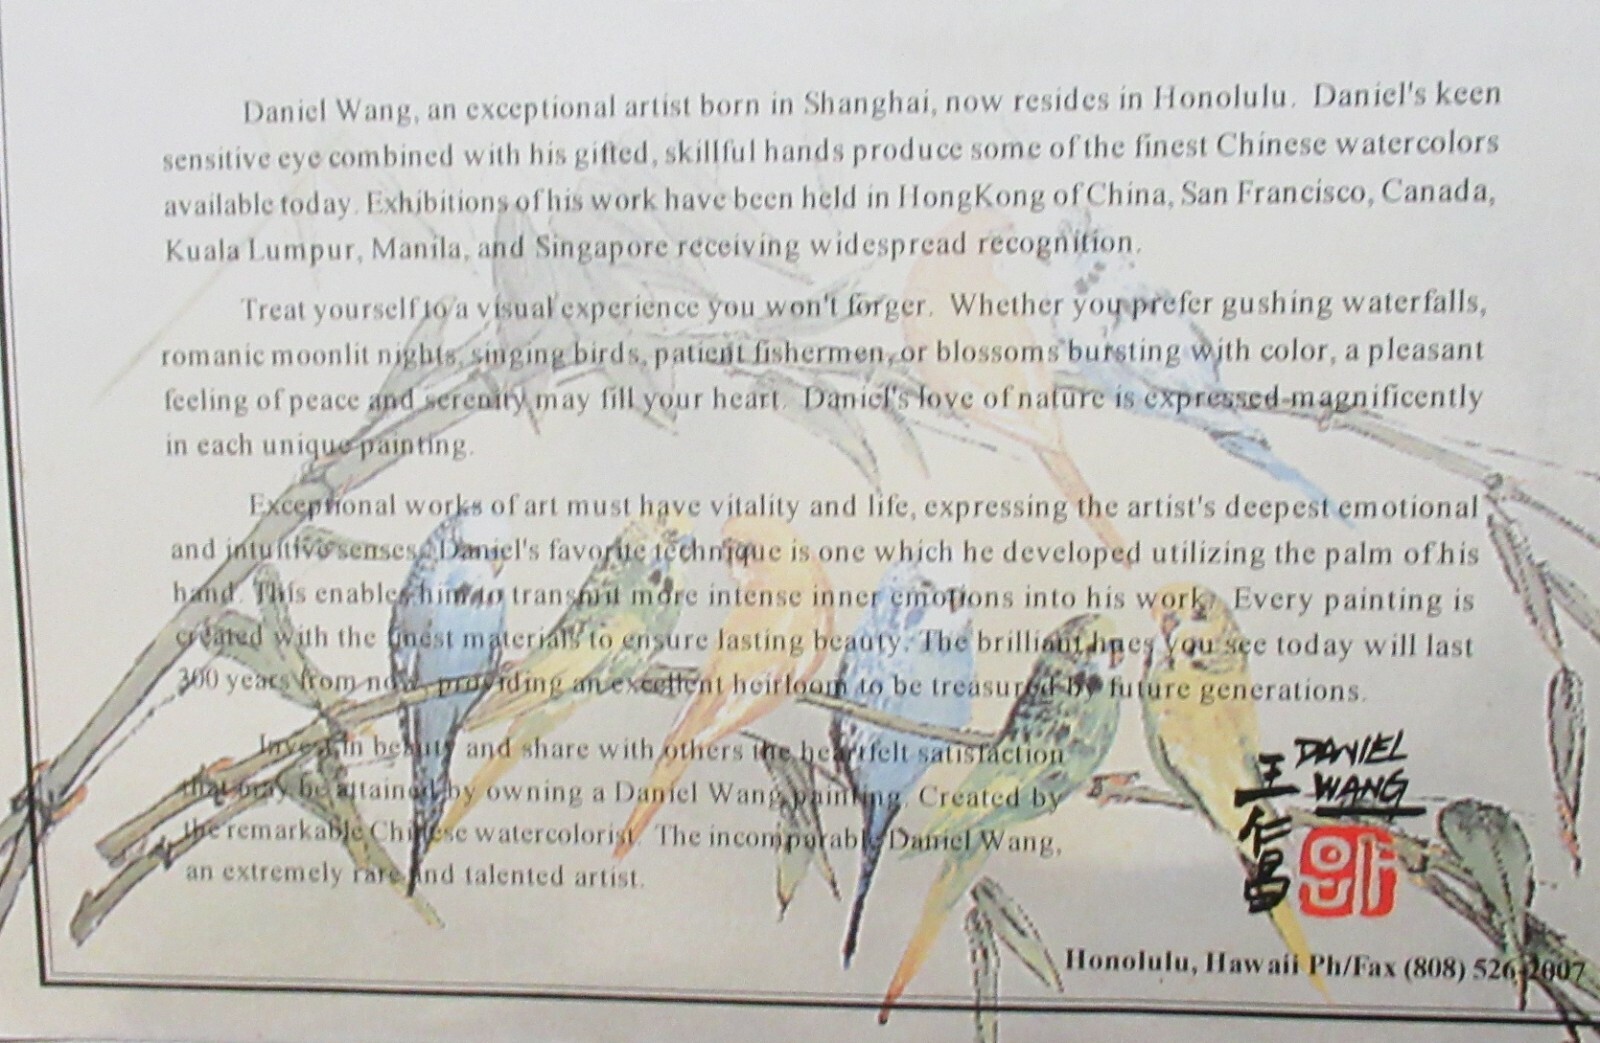 Daniel Wang, an exceptional artist born in Shanghai, now resides in Honolulu. Daniel's keen
sensitive eye combined with his gifted, skillful hands produce some of the finest Chinese watercolors
available today. Exhibitions of his work have been held in HongKong of China, San Francisco, Canada,
Kuala Lumpur, Manila, and Singapore receiving widespread recognition.
Treat yourself to a visual experience you won't forger. Whether you prefer gushing waterfalls,
romanic moonlit nights, singing birds, patient fishermen, or blossoms bursting with color, a pleasant
feeling of peace and serenity may fill your heart. Daniel's love of nature is expressed magnificently
in each unique painting.
Exceptional works of art must have vitality and life, expressing the artist's deepest emotional
and intuitive senses. Daniel's favorite technique is one which he developed utilizing the palm of his
hand. This enables him to transmit more intense inner emotions into his work. Every painting is
created with the finest materials to ensure lasting beauty. The brilliant hues you see today will last
300 years from now, providing an excellent heirloom to be treasured by future generations.
Invest in beauty and share with others the heartfelt satisfaction
that may be attained by owning a Daniel Wang painting. Created by
the remarkable Chinese watercolorist. The incomparable Daniel Wang,
an extremely rare and talented artist.
DANIEL
WANG
王仁昌
Honolulu, Hawaii Ph/Fax (808) 526-2007